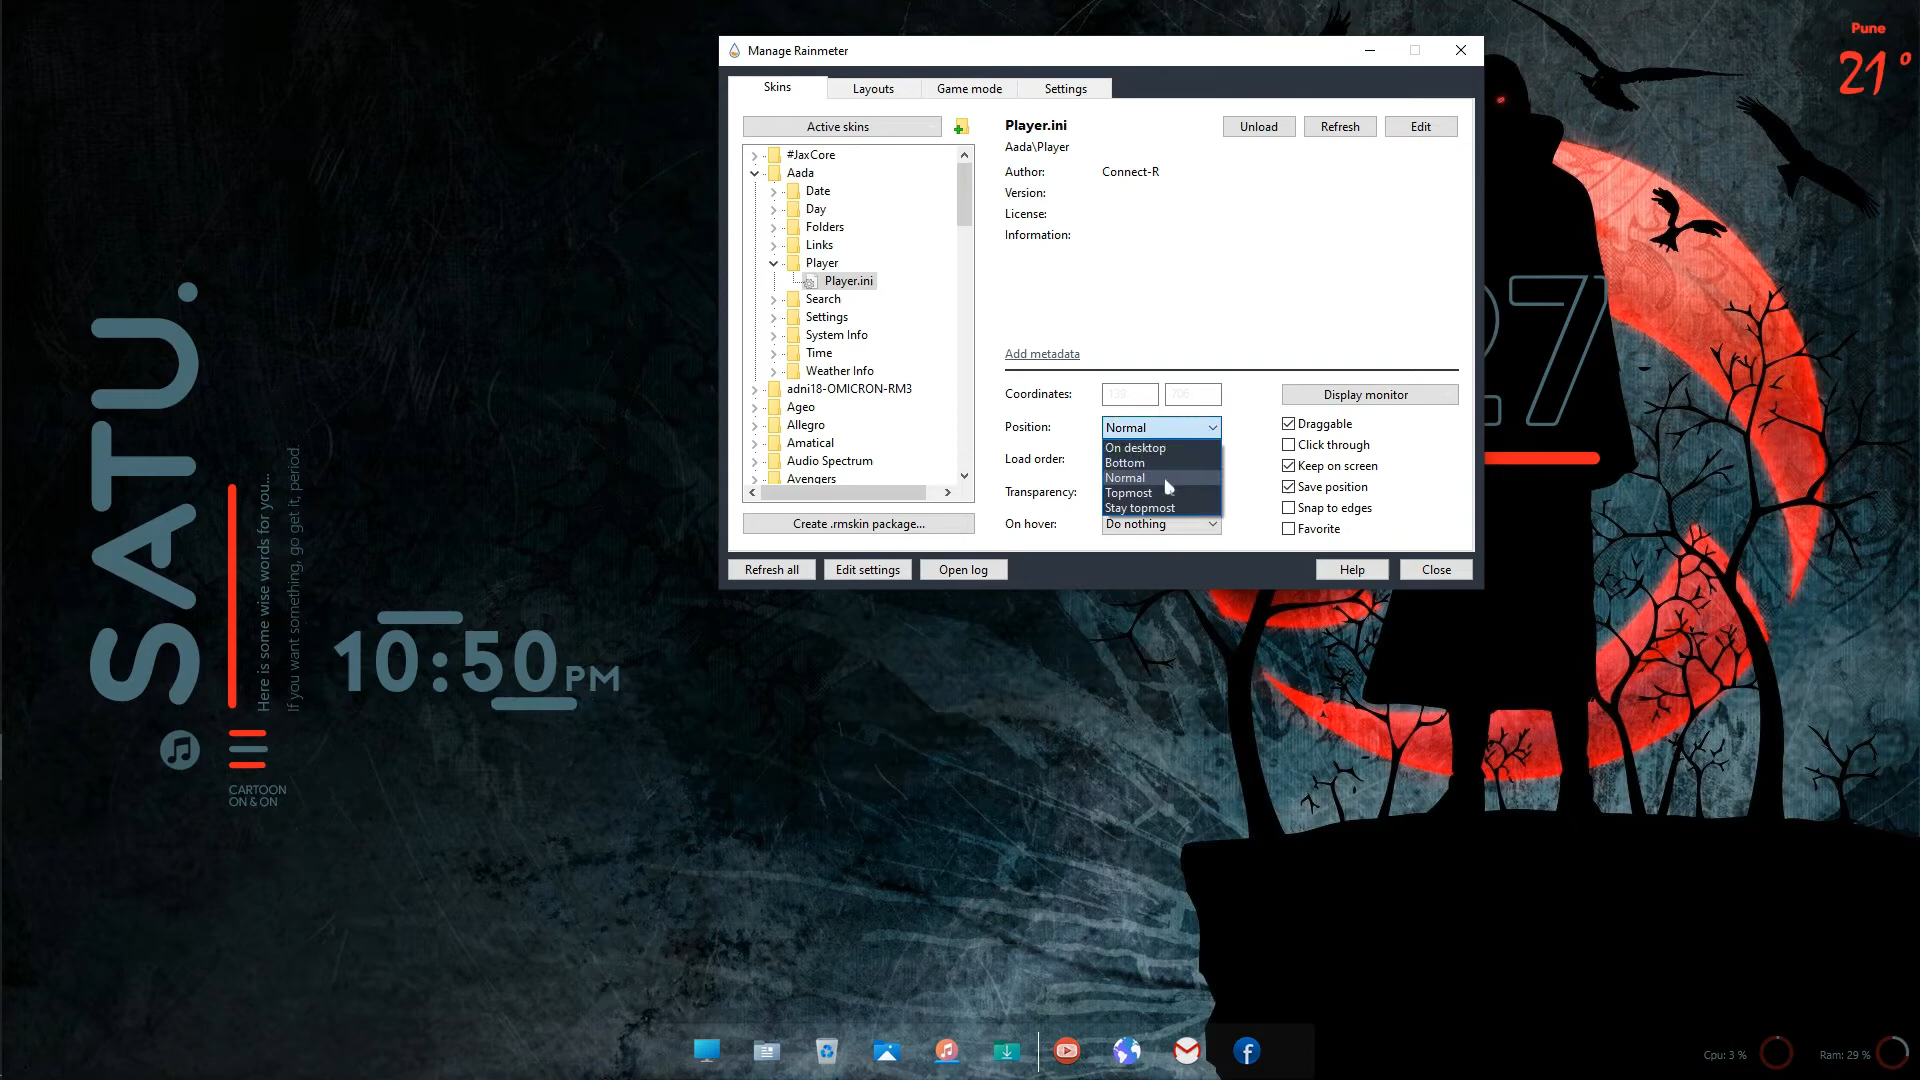 Pune
21°
Manage Rainmeter
Skins
Layouts
Game mode
Settings
Active skins
#JaxCore
Aada
Date
Day
Folders
Links
Player
Player.ini
Search
Settings
System Info
Time
Weather Info
adni18-OMICRON-RM3
Ageo
Allegro
Amatical
Audio Spectrum
Avengers
Create .rmskin package...
Player.ini
Aada\Player
Unload
Refresh
Edit
Author:
Connect-R
Version:
License:
Information:
Add metadata
Coordinates:
139
706
Display monitor
Position:
Normal
On desktop
Bottom
Normal
Topmost
Stay topmost
Load order:
Transparency:
On hover:
Do nothing
Draggable
Click through
Keep on screen
Save position
Snap to edges
Favorite
Refresh all
Edit settings
Open log
Help
Close
SATU.
Here is some wise words for you...
If you want something, go get it, period.
10:50 PM
CARTOON
ON & ON
7
Cpu: 3 %
Ram: 29 %